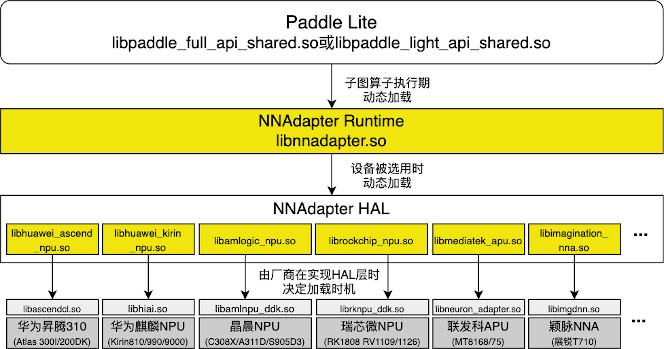 Paddle Lite
libpaddle_full_api_shared.so或libpaddle_light_api_shared.so
子图算子执行期
动态加载
NNAdapter Runtime
libnnadapter.so
设备被选用时
动态加载
NNAdapter HAL
libhuawei_ascend
_npu.so
libhuawei_kirin
_npu.so
libamlogic_npu.so
librockchip_npu.so
libmediatek_apu.so
libimagination_
nna.so
...
由厂商在实现HAL层时
决定加载时机
libascendcl.so
libhiai.so
libamlnpu_ddk.so
librknpu_ddk.so
libneuron_adapter.so
libimgdnn.so
...
华为昇腾310
(Atlas 300I/200DK)
华为麒麟NPU
(Kirin810/990/9000)
晶晨NPU
(C308X/A311D/S905D3)
瑞芯微NPU
(RK1808 RV1109/1126)
联发科APU
(MT8168/75)
颖脉NNA
(展锐T710)